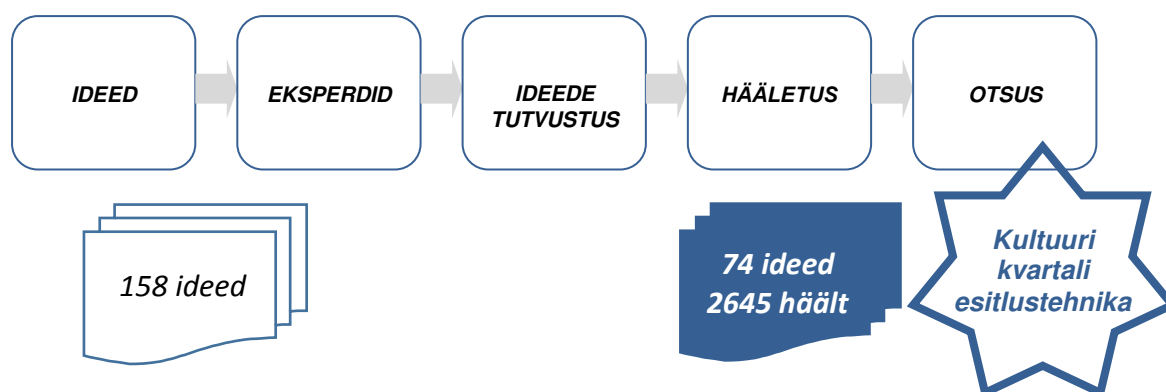 IDEED
EKSPERDID
IDEEDE
TUTVUSTUS
HÄÄLETUS
OTSUS
158 ideed
74 ideed
2645 häält
Kultuuri
kvartali
esitlustehnika